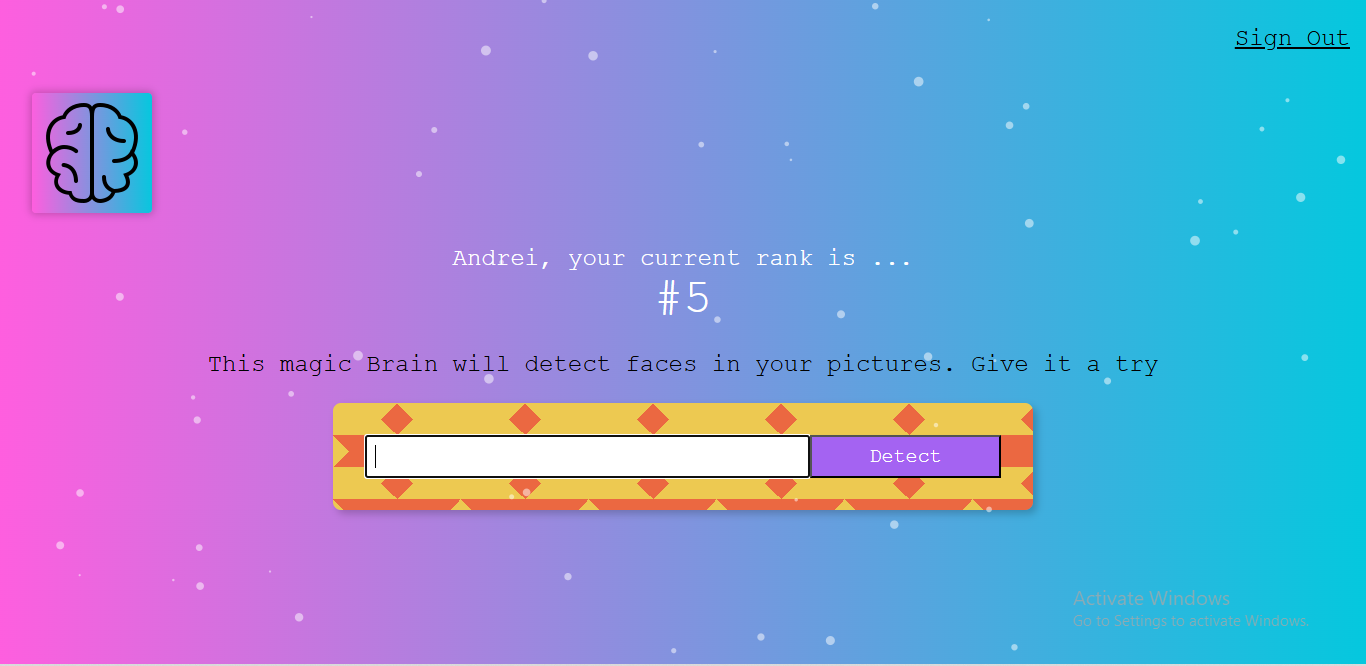 Sign Out
Andrei, your current rank is ...
#5
This magic Brain will detect faces in your pictures. Give it a try
Detect
Activate Windows
Go to Settings to activate Windows.